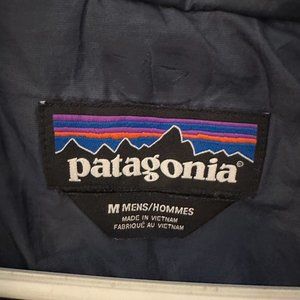 patagonia®
M MENS/HOMMES
MADE IN VIETNAM
FABRIQUÉ AU VIETNAM